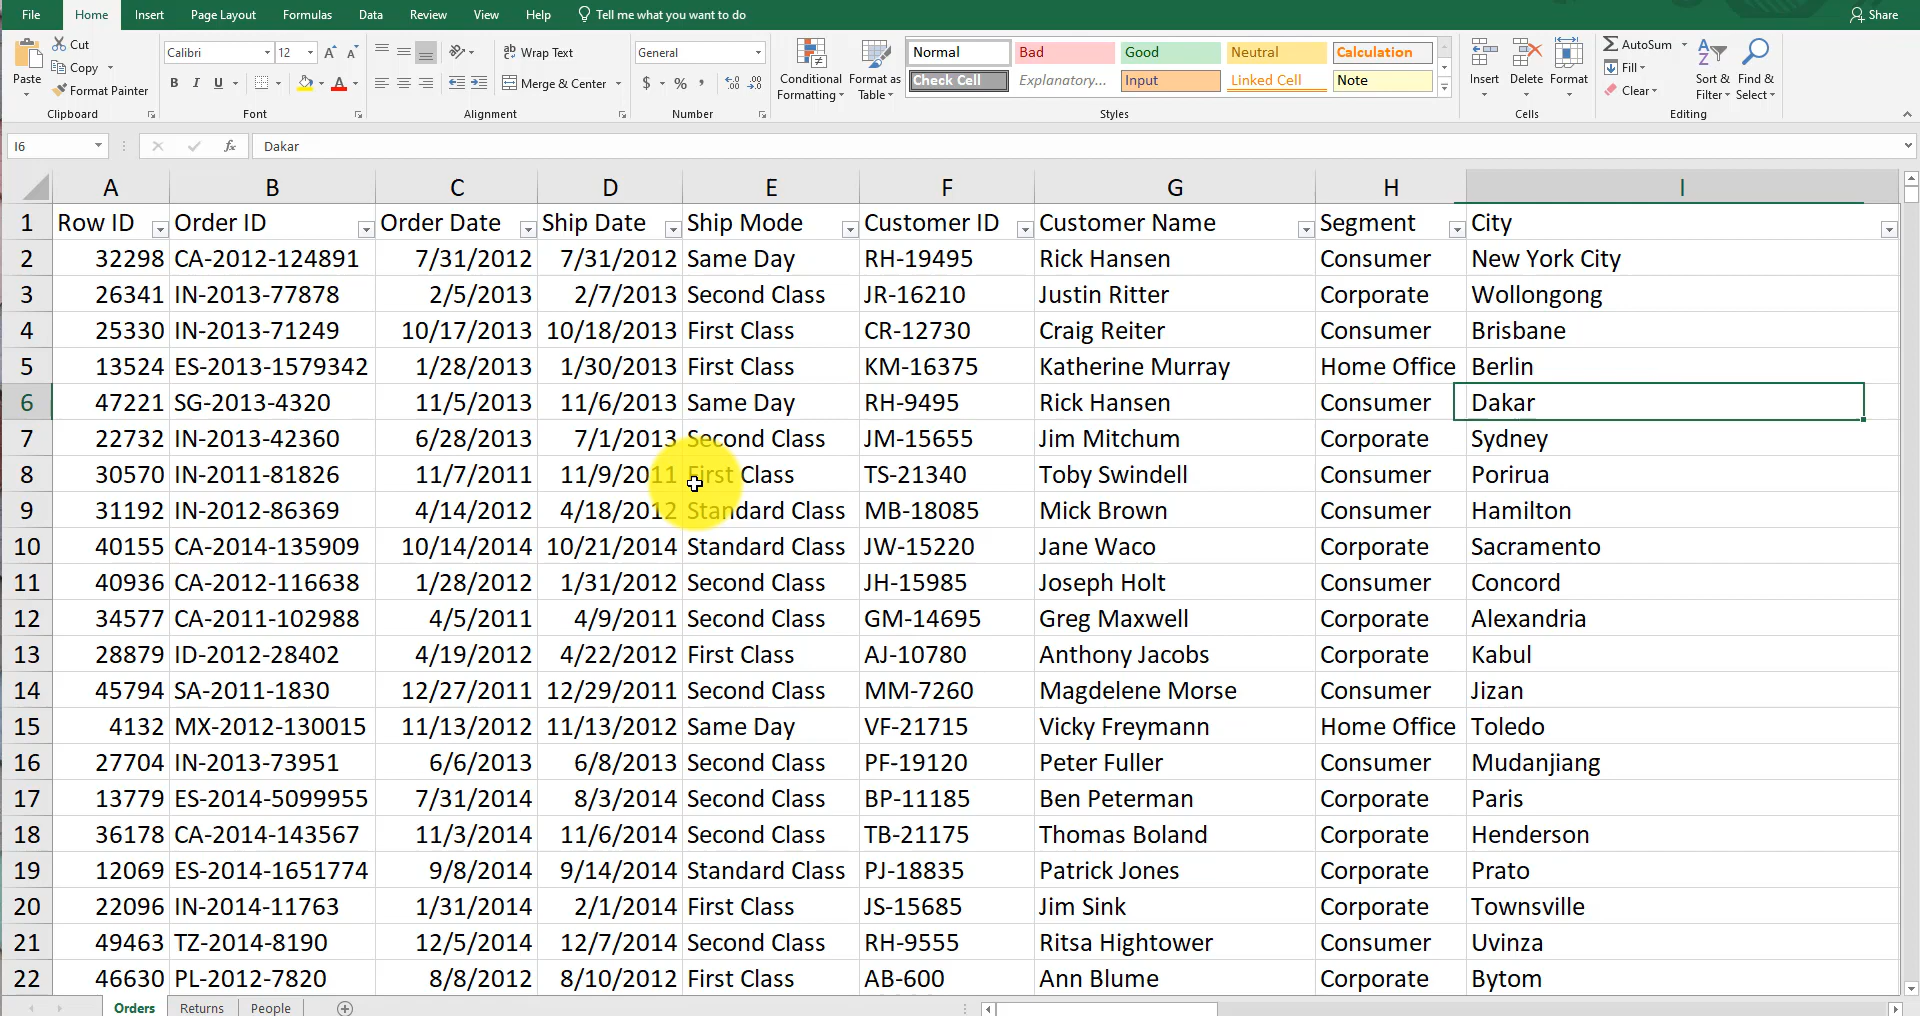 File Home Insert Page Layout Formulas Data Review View Help Tell me what you want to do Share
Paste Cut Copy Format Painter Clipboard
Calibri 12 A A B I U A Font
Wrap Text Merge & Center Alignment
General $ % , Number
Conditional Formatting Format as Table
Normal Bad Good Neutral Calculation
Check Cell Explanatory... Input Linked Cell Note
Styles
Insert Delete Format Cells
AutoSum Fill Clear Sort & Filter Find & Select Editing
I6 fx Dakar
A B C D E F G H I
1 Row ID Order ID Order Date Ship Date Ship Mode Customer ID Customer Name Segment City
2 32298 CA-2012-124891 7/31/2012 7/31/2012 Same Day RH-19495 Rick Hansen Consumer New York City
3 26341 IN-2013-77878 2/5/2013 2/7/2013 Second Class JR-16210 Justin Ritter Corporate Wollongong
4 25330 IN-2013-71249 10/17/2013 10/18/2013 First Class CR-12730 Craig Reiter Consumer Brisbane
5 13524 ES-2013-1579342 1/28/2013 1/30/2013 First Class KM-16375 Katherine Murray Home Office Berlin
6 47221 SG-2013-4320 11/5/2013 11/6/2013 Same Day RH-9495 Rick Hansen Consumer Dakar
7 22732 IN-2013-42360 6/28/2013 7/1/2013 Second Class JM-15655 Jim Mitchum Corporate Sydney
8 30570 IN-2011-81826 11/7/2011 11/9/2011 First Class TS-21340 Toby Swindell Consumer Porirua
9 31192 IN-2012-86369 4/14/2012 4/18/2012 Standard Class MB-18085 Mick Brown Consumer Hamilton
10 40155 CA-2014-135909 10/14/2014 10/21/2014 Standard Class JW-15220 Jane Waco Corporate Sacramento
11 40936 CA-2012-116638 1/28/2012 1/31/2012 Second Class JH-15985 Joseph Holt Consumer Concord
12 34577 CA-2011-102988 4/5/2011 4/9/2011 Second Class GM-14695 Greg Maxwell Corporate Alexandria
13 28879 ID-2012-28402 4/19/2012 4/22/2012 First Class AJ-10780 Anthony Jacobs Corporate Kabul
14 45794 SA-2011-1830 12/27/2011 12/29/2011 Second Class MM-7260 Magdelene Morse Consumer Jizan
15 4132 MX-2012-130015 11/13/2012 11/13/2012 Same Day VF-21715 Vicky Freymann Home Office Toledo
16 27704 IN-2013-73951 6/6/2013 6/8/2013 Second Class PF-19120 Peter Fuller Consumer Mudanjiang
17 13779 ES-2014-5099955 7/31/2014 8/3/2014 Second Class BP-11185 Ben Peterman Corporate Paris
18 36178 CA-2014-143567 11/3/2014 11/6/2014 Second Class TB-21175 Thomas Boland Corporate Henderson
19 12069 ES-2014-1651774 9/8/2014 9/14/2014 Standard Class PJ-18835 Patrick Jones Corporate Prato
20 22096 IN-2014-11763 1/31/2014 2/1/2014 First Class JS-15685 Jim Sink Corporate Townsville
21 49463 TZ-2014-8190 12/5/2014 12/7/2014 Second Class RH-9555 Ritsa Hightower Consumer Uvinza
22 46630 PL-2012-7820 8/8/2012 8/10/2012 First Class AB-600 Ann Blume Corporate Bytom
Orders Returns People